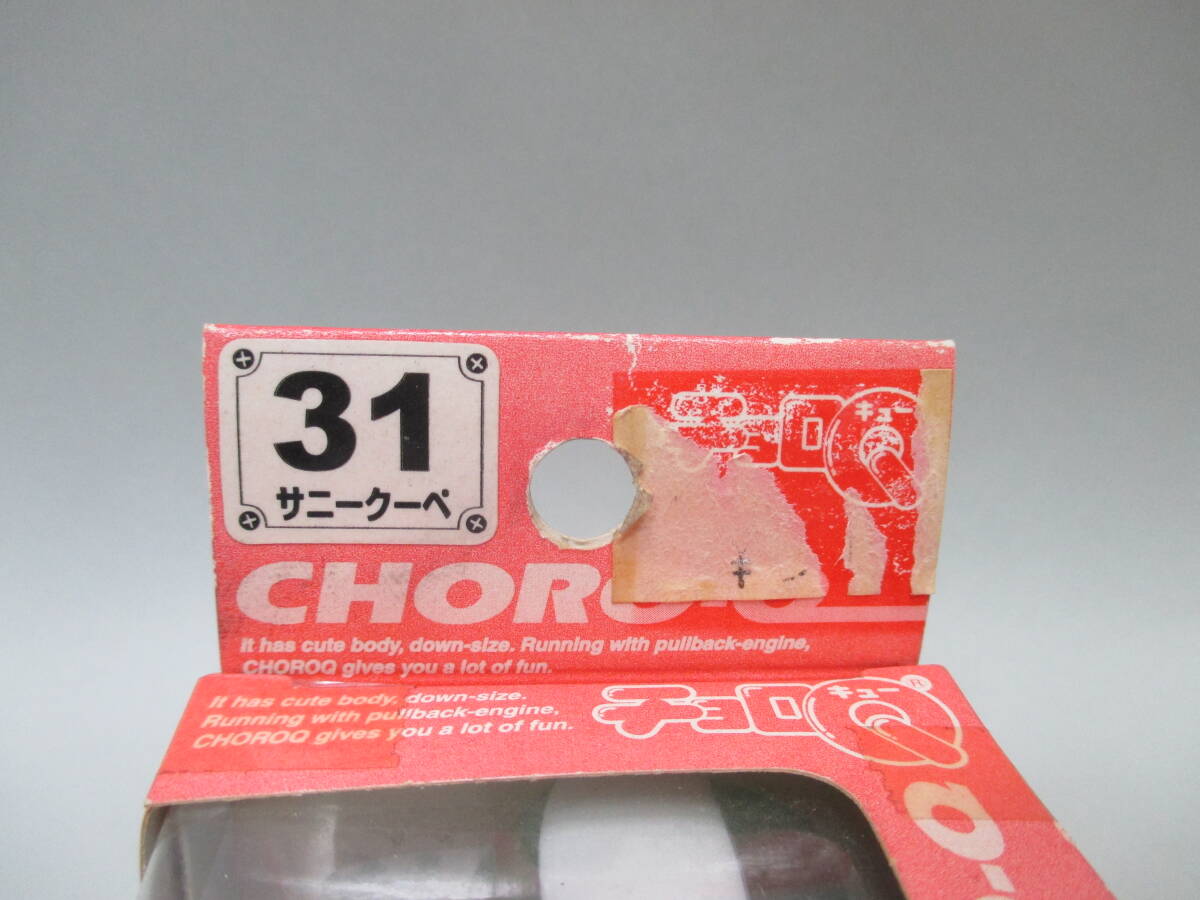 31
サニークーペ
チョロQ
キュー
CHORO-Q
It has cute body, down-size. Running with pullback-engine,
CHOROQ gives you a lot of fun.
It has cute body, down-size.
Running with pullback-engine,
CHOROQ gives you a lot of fun.
チョロQ
キュー
®
Q-